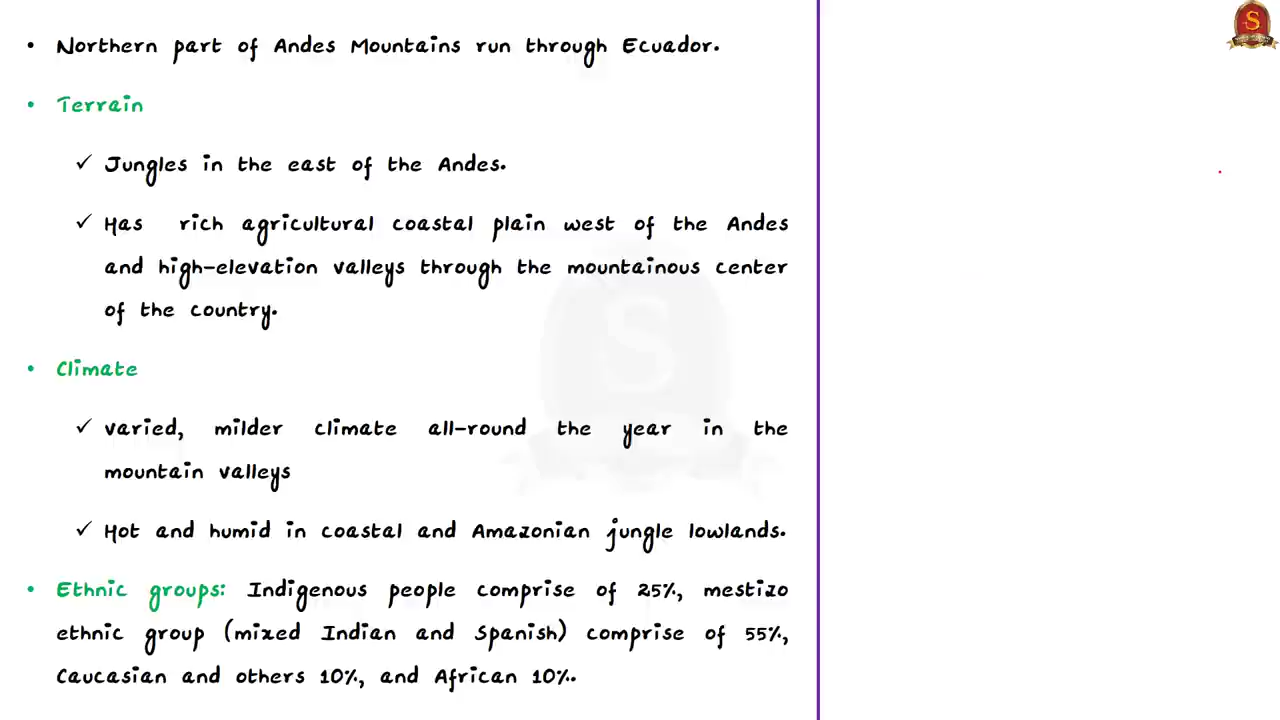 • Northern part of Andes Mountains run through Ecuador.
• Terrain
✓ Jungles in the east of the Andes.
✓ Has rich agricultural coastal plain west of the Andes
and high-elevation valleys through the mountainous center
of the country.
• Climate
✓ varied, milder climate all-round the year in the
mountain valleys
✓ Hot and humid in coastal and Amazonian jungle lowlands.
• Ethnic groups: Indigenous people comprise of 25%, mestizo
ethnic group (mixed Indian and Spanish) comprise of 55%,
Caucasian and others 10%, and African 10%.
S
S